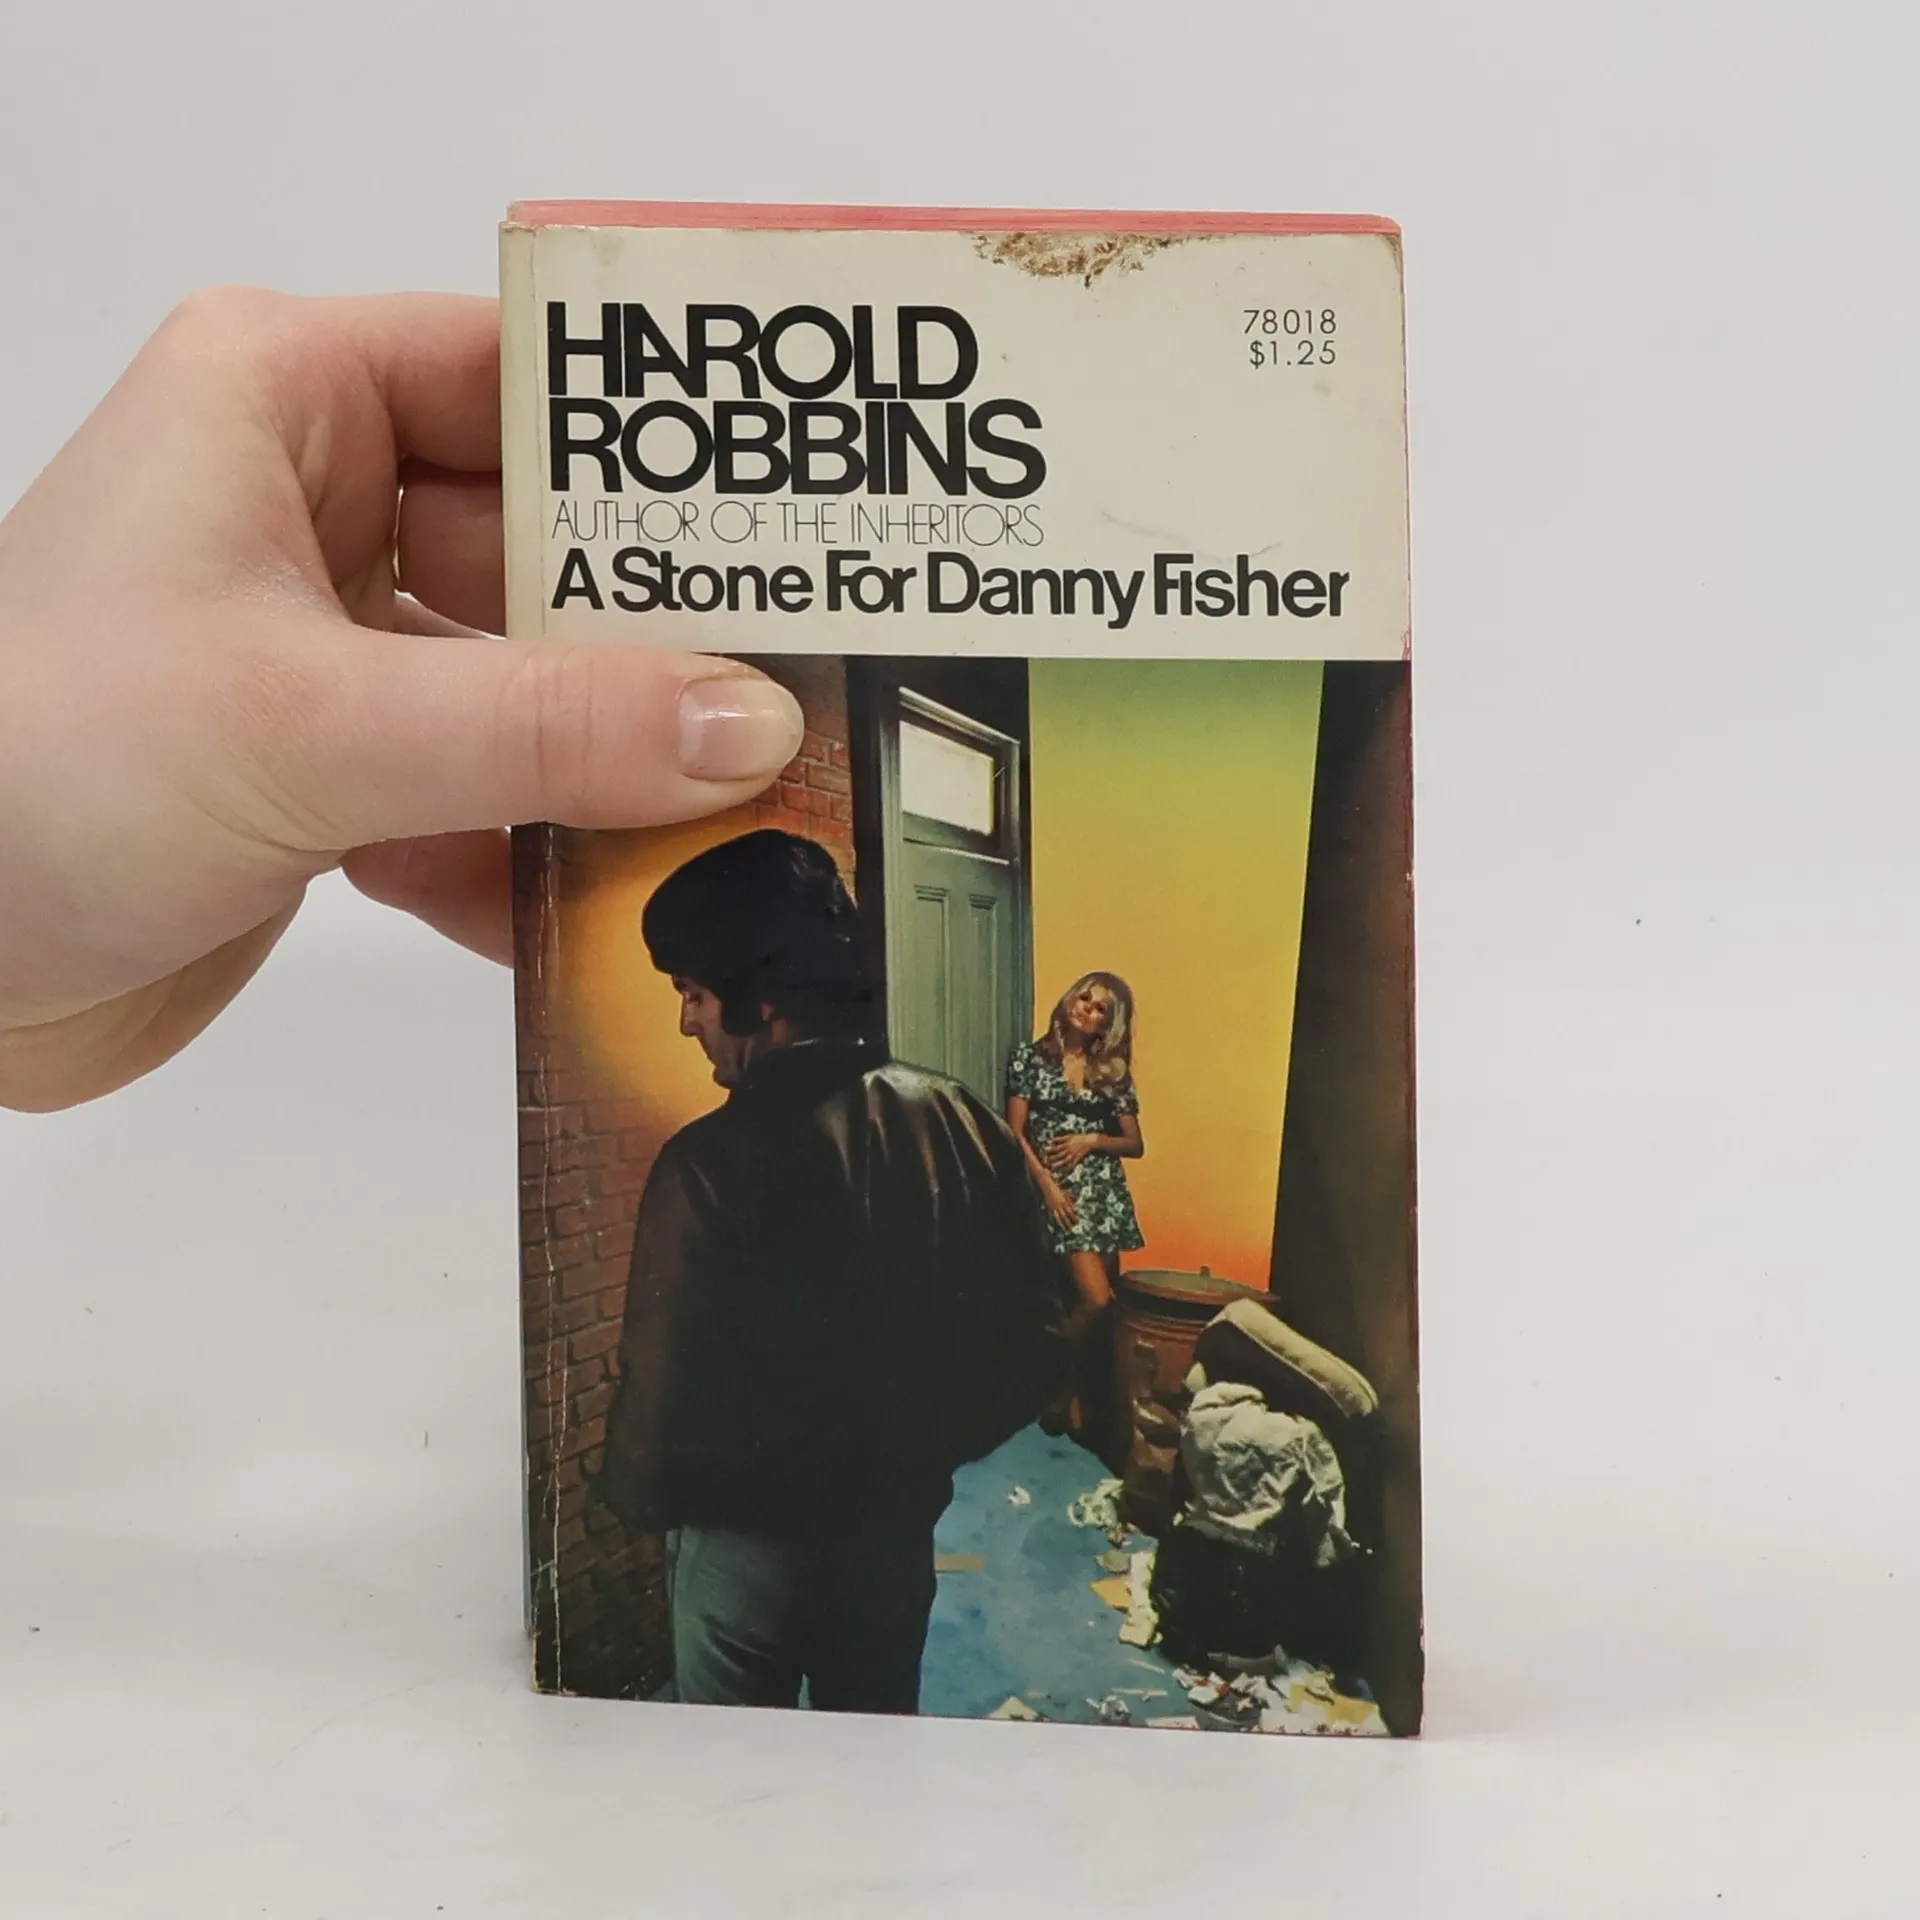 HAROLD
ROBBINS
78018
$1.25
AUTHOR OF THE INHERITORS
A Stone For Danny Fisher